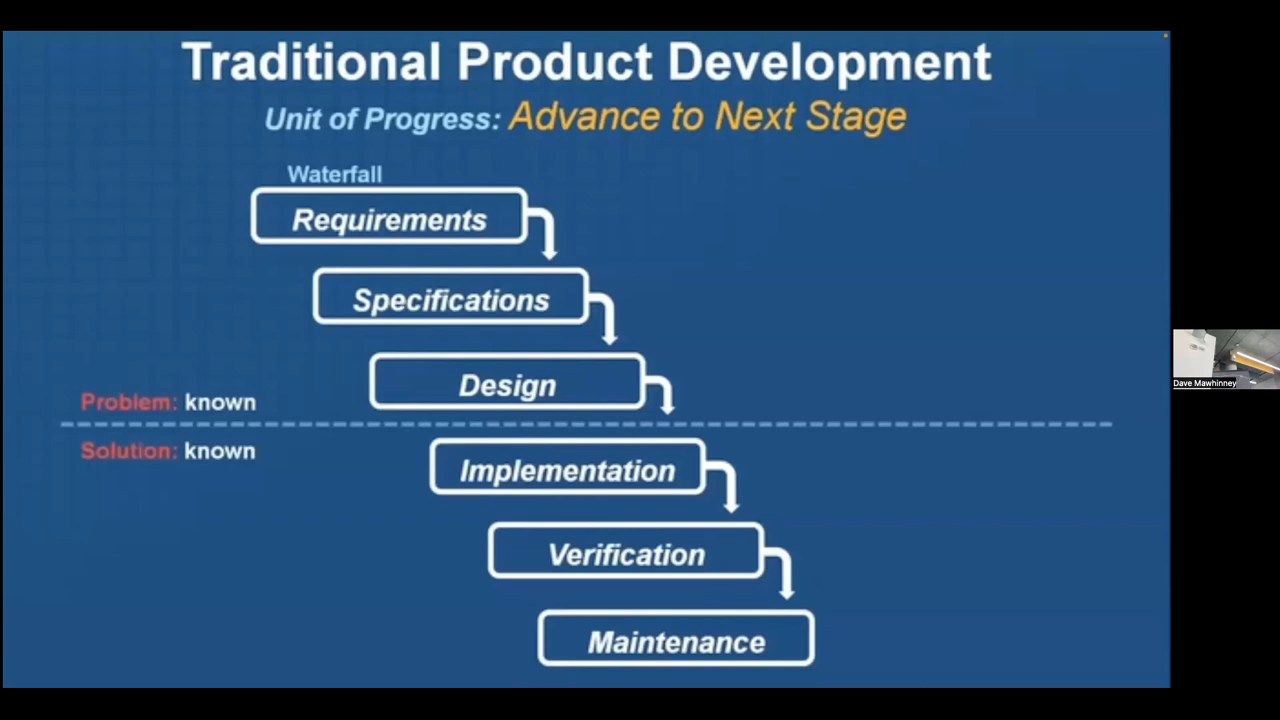 Traditional Product Development
Unit of Progress: Advance to Next Stage
Waterfall
Requirements
Specifications
Design
Problem: known
Solution: known
Implementation
Verification
Maintenance
Dave Mawhinney